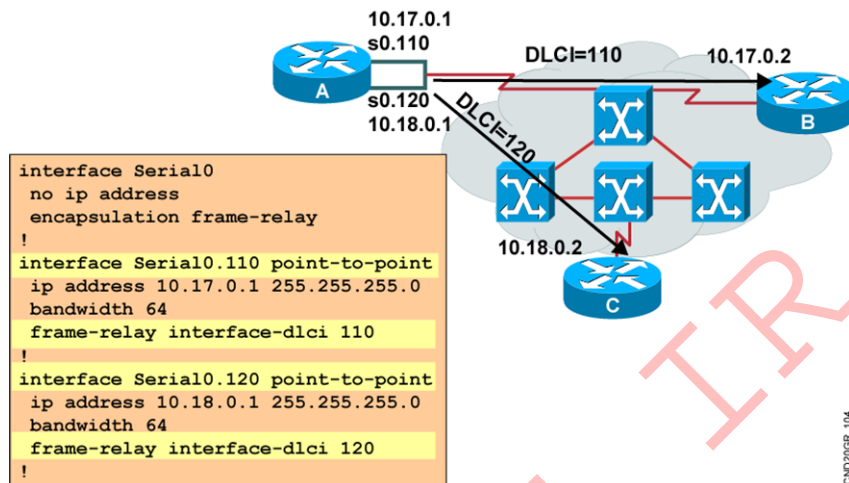 10.17.0.1
s0.110
DLCI=110
10.17.0.2
A
s0.120
10.18.0.1
DLCI=120
B
10.18.0.2
C
interface Serial0
no ip address
encapsulation frame-relay
!
interface Serial0.110 point-to-point
ip address 10.17.0.1 255.255.255.0
bandwidth 64
frame-relay interface-dlci 110
!
interface Serial0.120 point-to-point
ip address 10.18.0.1 255.255.255.0
bandwidth 64
frame-relay interface-dlci 120
!
IR